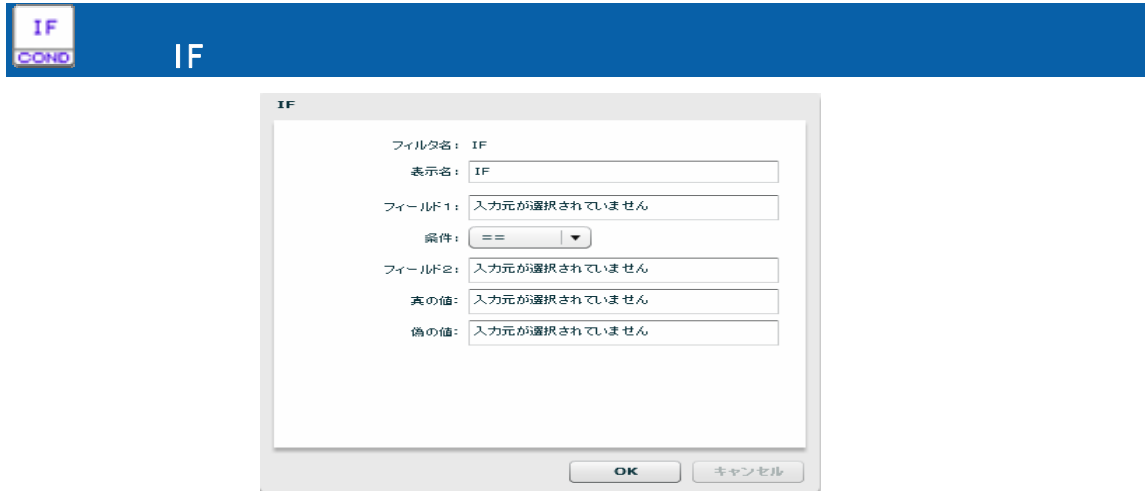 IF
COND
IF
IF
フィルタ名: IF
表示名: IF
フィールド1: 入力元が選択されていません
条件: ==
フィールド2: 入力元が選択されていません
真の値: 入力元が選択されていません
偽の値: 入力元が選択されていません
OK キャンセル